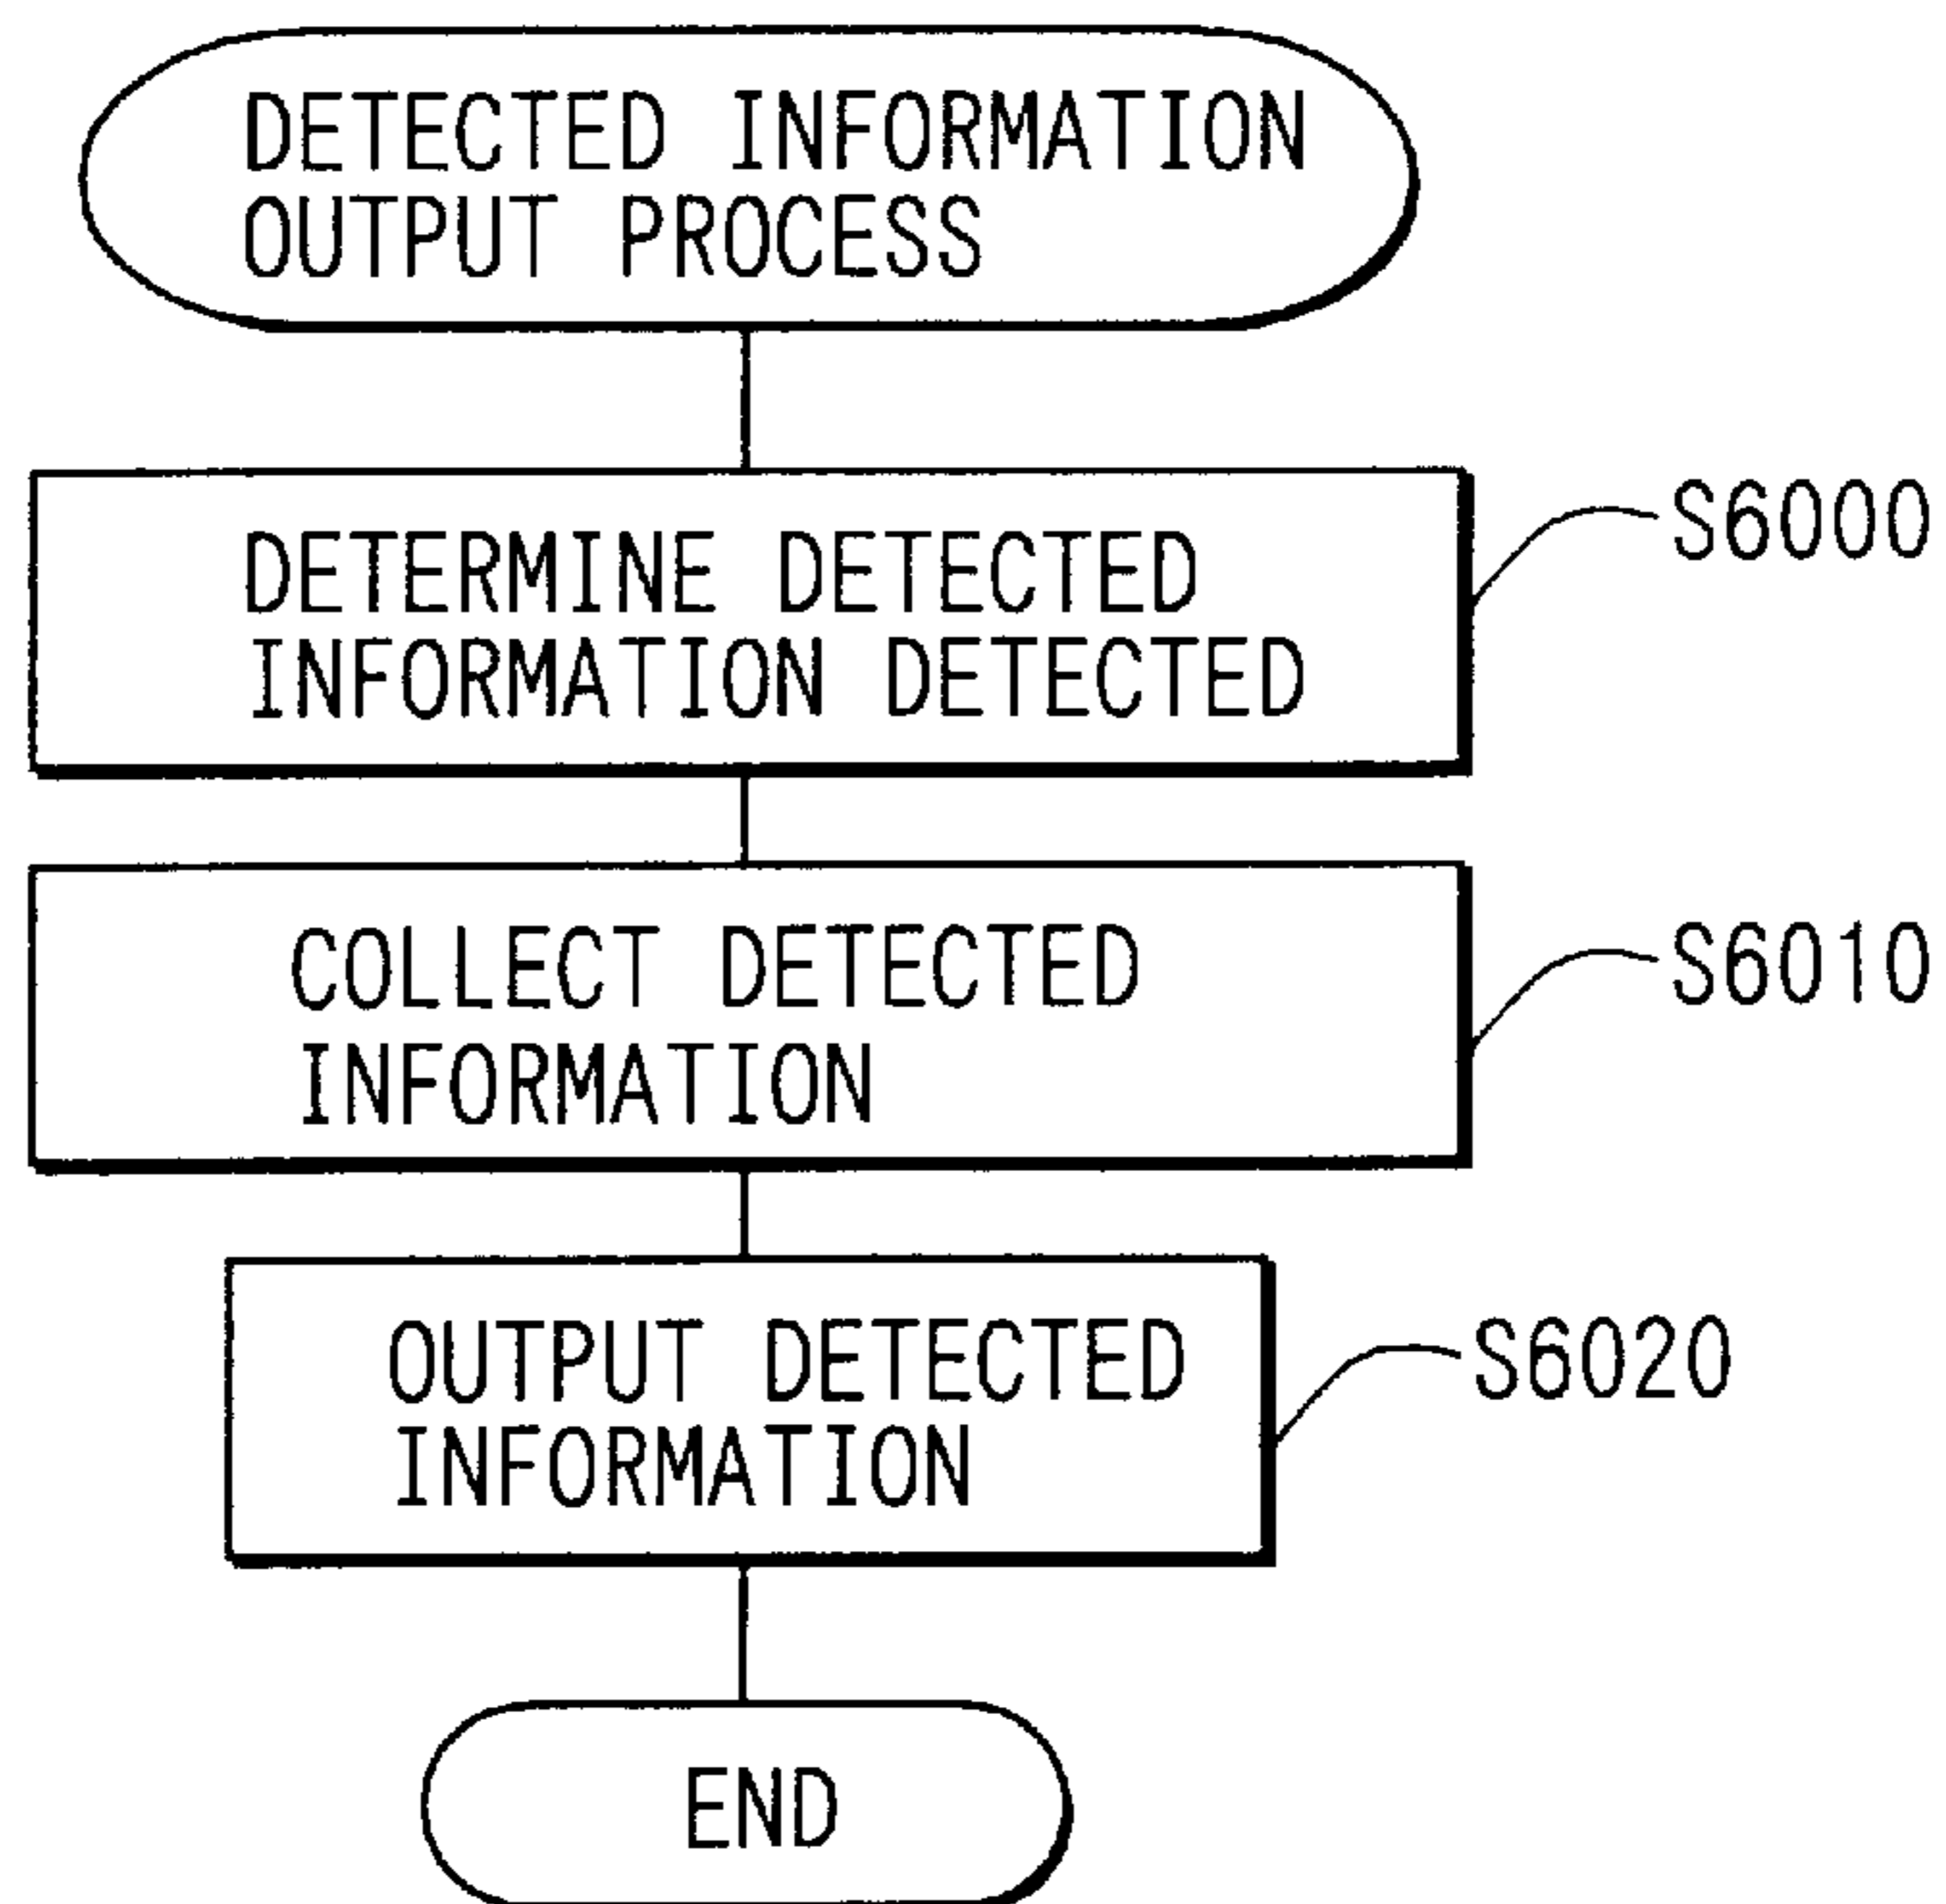 DETECTED INFORMATION
OUTPUT PROCESS
DETERMINE DETECTED
INFORMATION DETECTED
S6000
COLLECT DETECTED
INFORMATION
S6010
OUTPUT DETECTED
INFORMATION
S6020
END